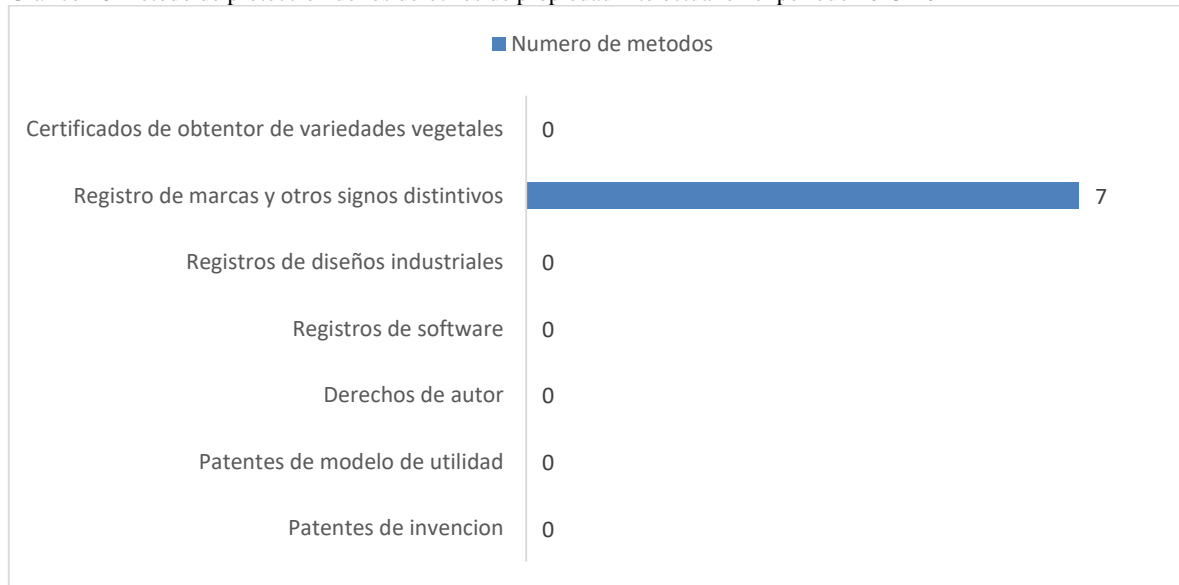 Numero de metodos
Certificados de obtentor de variedades vegetales 0
Registro de marcas y otros signos distintivos 7
Registros de diseños industriales 0
Registros de software 0
Derechos de autor 0
Patentes de modelo de utilidad 0
Patentes de invencion 0